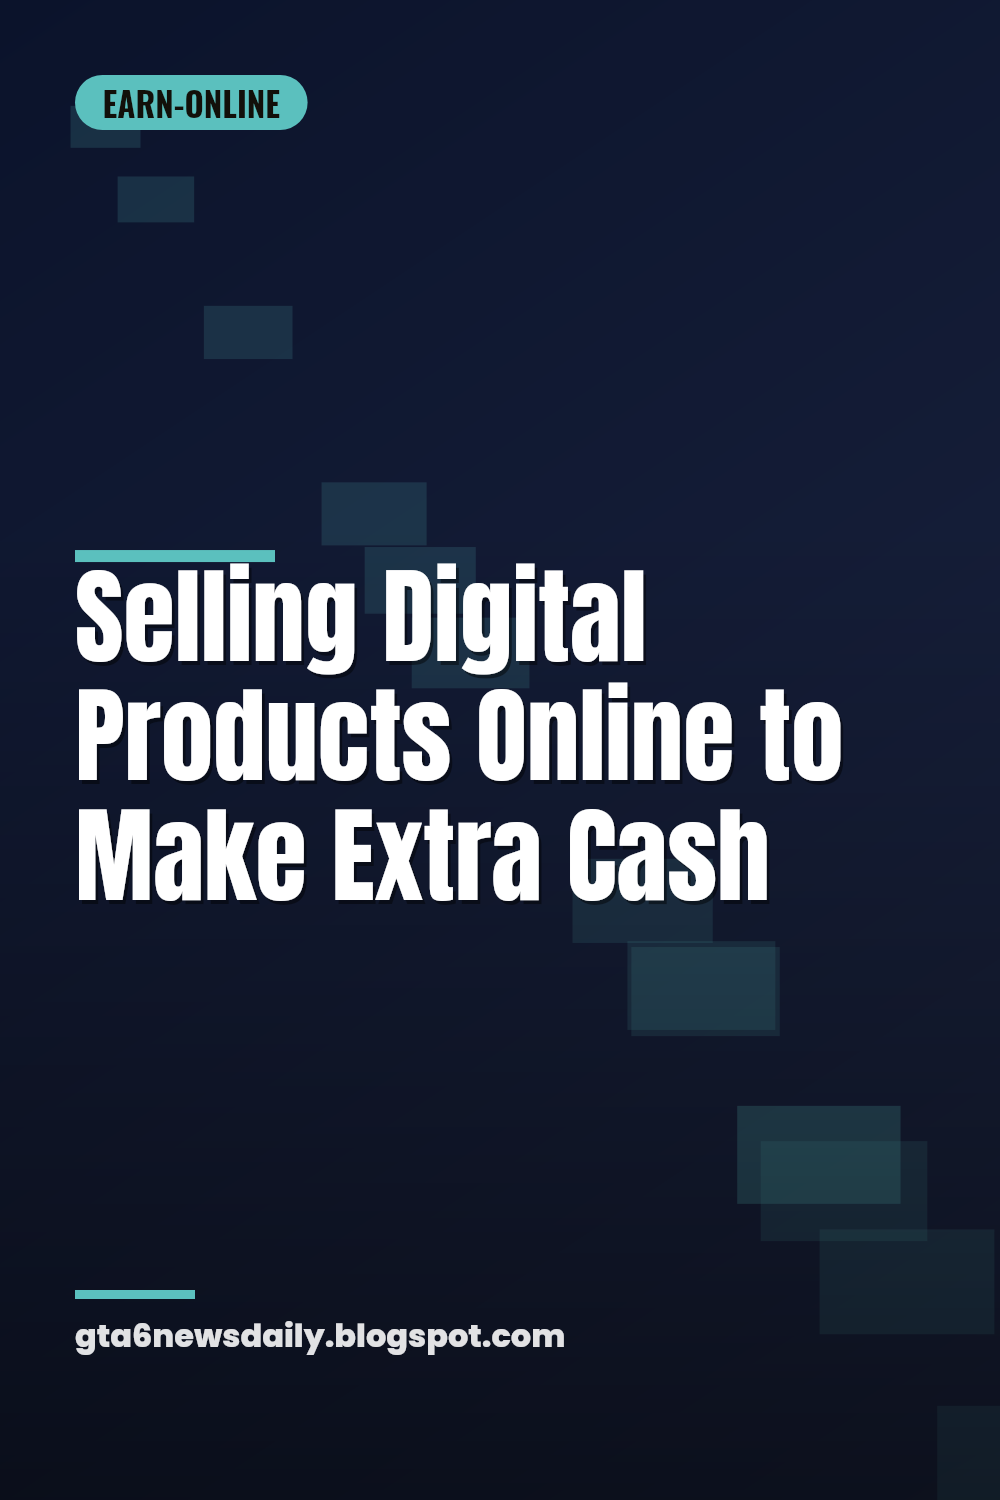 EARN-ONLINE
Selling Digital
Products Online to
Make Extra Cash
gta6newsdaily.blogspot.com